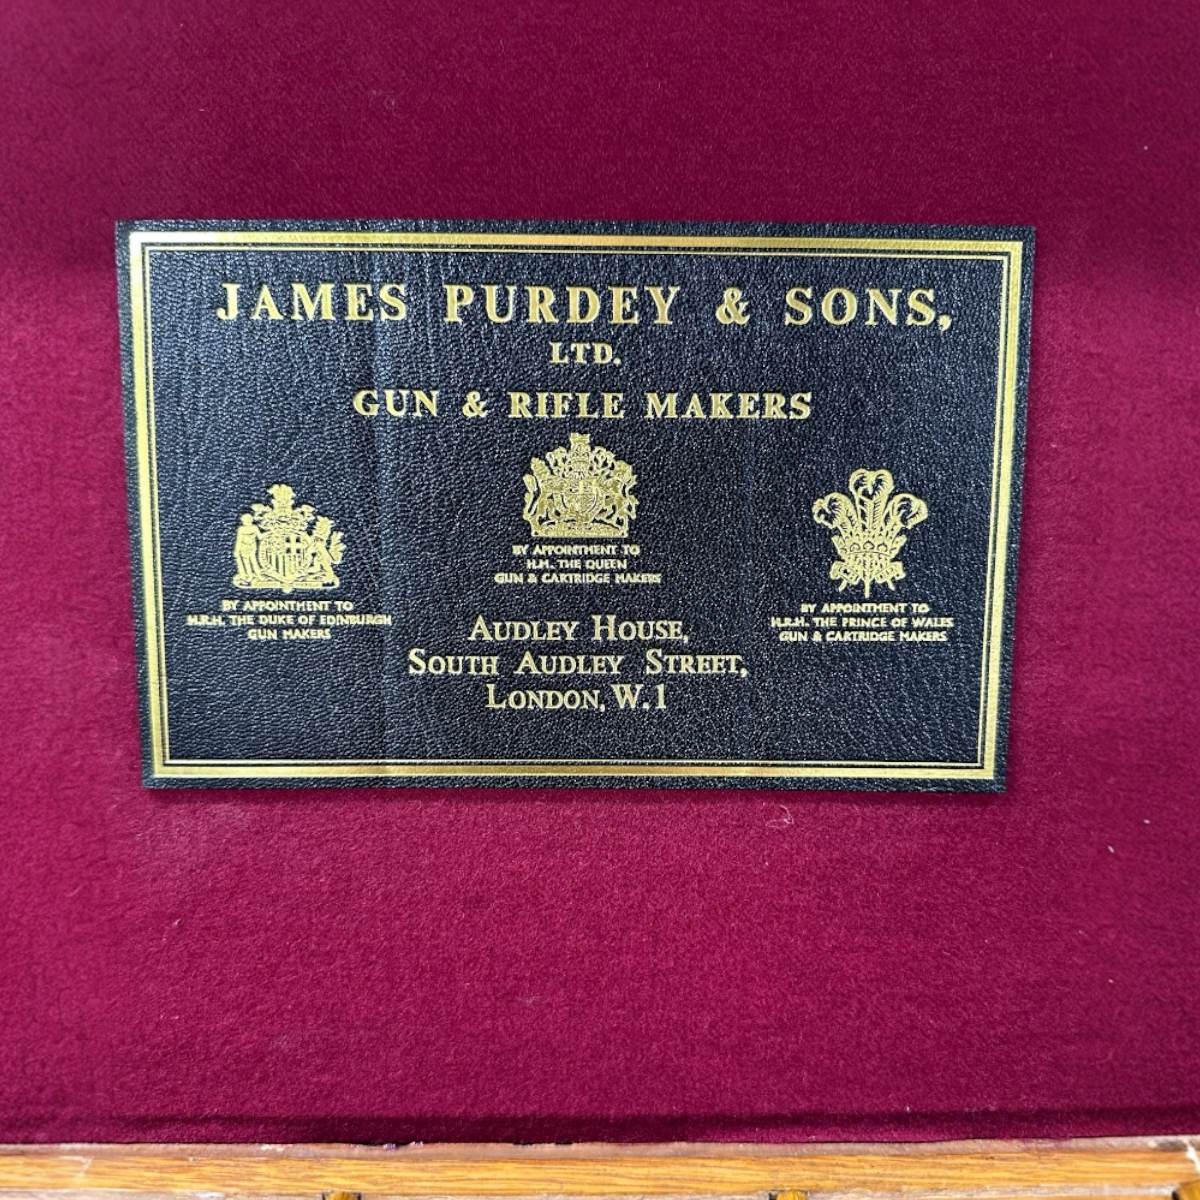 JAMES PURDEY & SONS,
LTD.
GUN & RIFLE MAKERS
BY APPOINTMENT TO
H.R.H. THE DUKE OF EDINBURGH
GUN MAKERS
BY APPOINTMENT TO
H.M. THE QUEEN
GUN & CARTRIDGE MAKERS
BY APPOINTMENT TO
H.R.H. THE PRINCE OF WALES
GUN & CARTRIDGE MAKERS
AUDLEY HOUSE,
SOUTH AUDLEY STREET,
LONDON, W.1